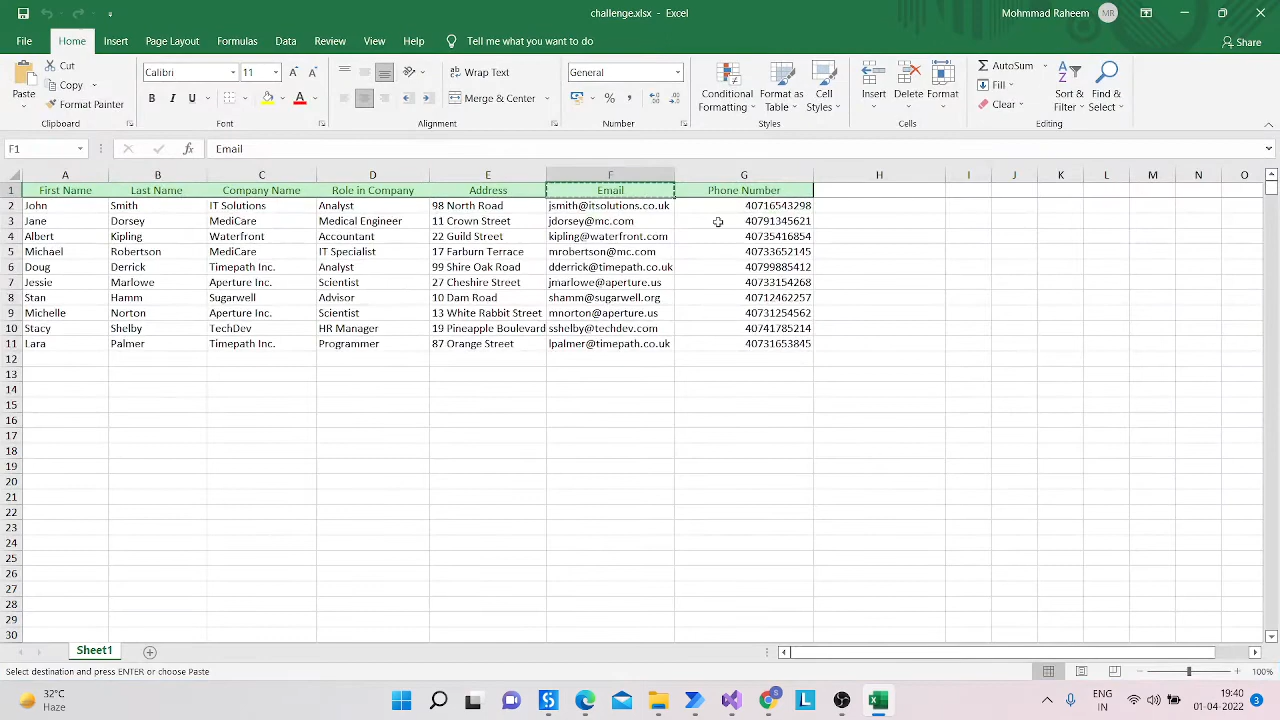 challenge.xlsx - Excel
Mohmmad Raheem MR
File Home Insert Page Layout Formulas Data Review View Help Tell me what you want to do Share
Cut
Copy
Format Painter
Paste
Clipboard
Calibri 11
B I U
Font
Wrap Text
Merge & Center
Alignment
General
%
Number
Conditional Formatting
Format as Table
Cell Styles
Styles
Insert Delete Format
Cells
AutoSum
Fill
Clear
Sort & Filter
Find & Select
Editing
F1 fx Email
A B C D E F G H I J K L M N O
1 First Name Last Name Company Name Role in Company Address Email Phone Number
2 John Smith IT Solutions Analyst 98 North Road jsmith@itsolutions.co.uk 40716543298
3 Jane Dorsey MediCare Medical Engineer 11 Crown Street jdorsey@mc.com 40791345621
4 Albert Kipling Waterfront Accountant 22 Guild Street kipling@waterfront.com 40735416854
5 Michael Robertson MediCare IT Specialist 17 Farburn Terrace mrobertson@mc.com 40733652145
6 Doug Derrick Timepath Inc. Analyst 99 Shire Oak Road dderrick@timepath.co.uk 40799885412
7 Jessie Marlowe Aperture Inc. Scientist 27 Cheshire Street jmarlowe@aperture.us 40733154268
8 Stan Hamm Sugarwell Advisor 10 Dam Road shamm@sugarwell.org 40712462257
9 Michelle Norton Aperture Inc. Scientist 13 White Rabbit Street mnorton@aperture.us 40731254562
10 Stacy Shelby TechDev HR Manager 19 Pineapple Boulevard sshelby@techdev.com 40741785214
11 Lara Palmer Timepath Inc. Programmer 87 Orange Street lpalmer@timepath.co.uk 40731653845
12
13
14
15
16
17
18
19
20
21
22
23
24
25
26
27
28
29
30
Sheet1
Select destination and press ENTER or choose Paste
100%
32°C
Haze
ENG
IN
19:40
01-04-2022
3